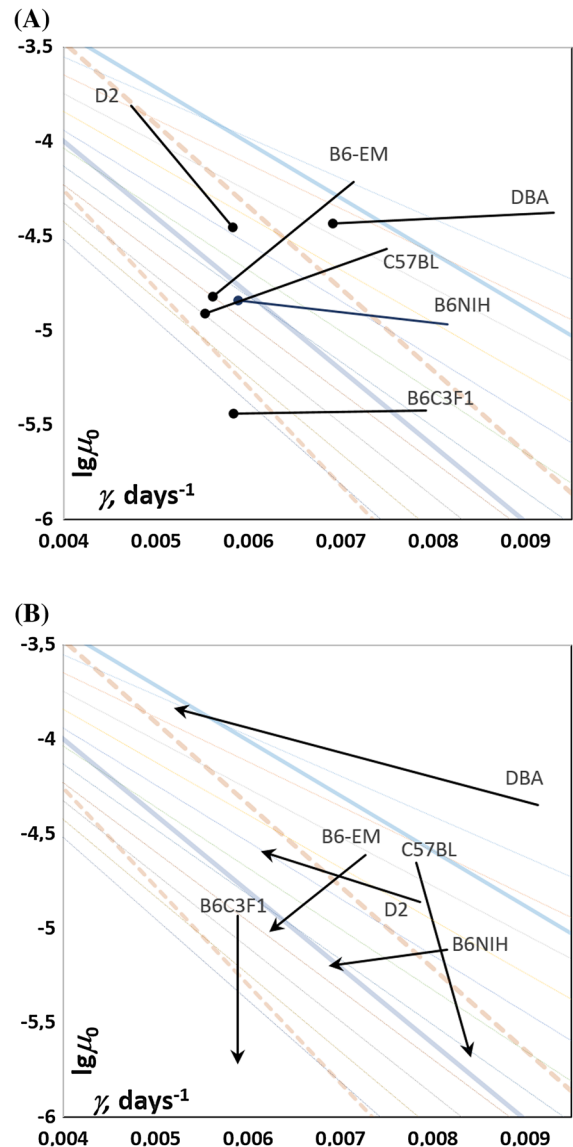 (A)
-3,5
D2
-4
B6-EM
DBA
-4,5
C57BL
B6NIH
-5
B6C3F1
-5,5
lgμ0
γ, days-1
-6
0,004 0,005 0,006 0,007 0,008 0,009
(B)
-3,5
-4
DBA
-4,5
B6-EM C57BL
B6C3F1 D2
-5
B6NIH
-5,5
lgμ0
γ, days-1
-6
0,004 0,005 0,006 0,007 0,008 0,009